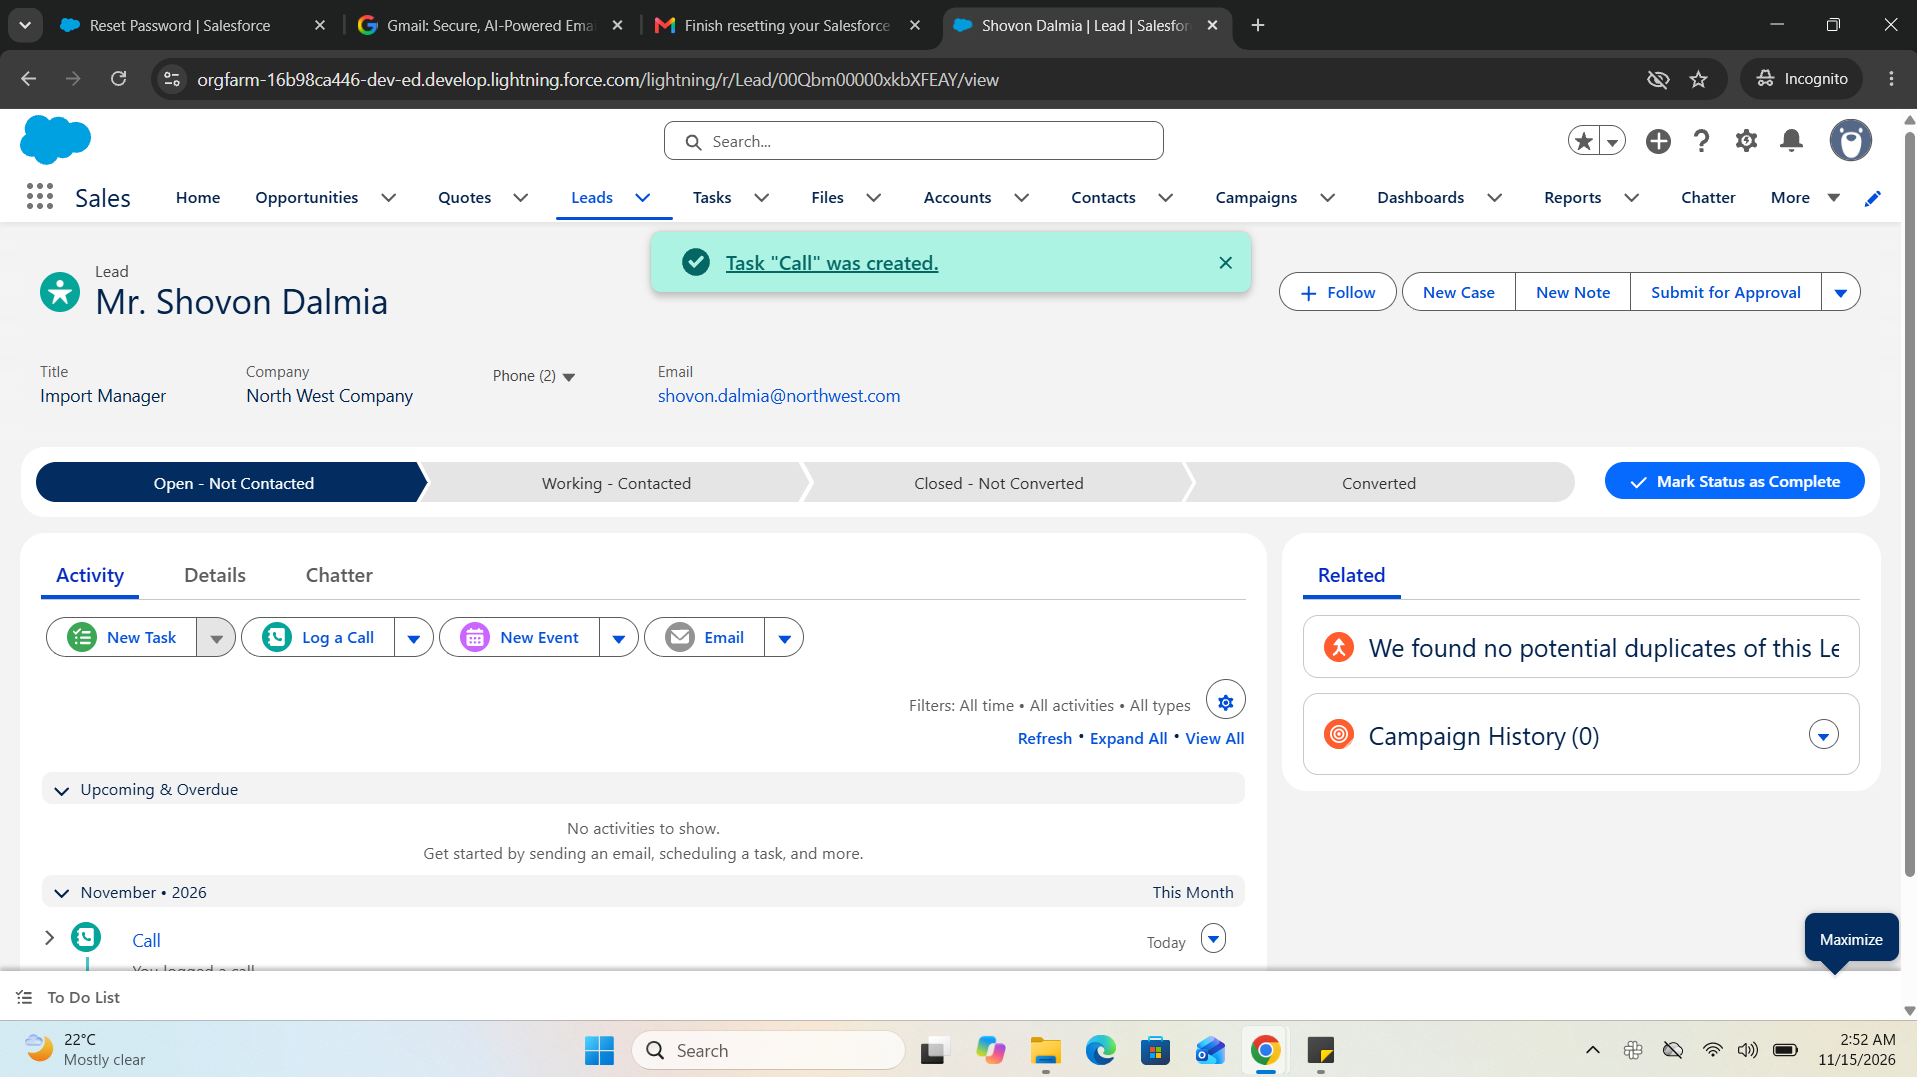 Reset Password | Salesforce
Gmail: Secure, AI-Powered Emai
Finish resetting your Salesforce
Shovon Dalmia | Lead | Salesfor
orgfarm-16b98ca446-dev-ed.develop.lightning.force.com/lightning/r/Lead/00Qbm00000xkbXFEAY/view
Incognito
Search...
Sales
Home
Opportunities
Quotes
Leads
Tasks
Files
Accounts
Contacts
Campaigns
Dashboards
Reports
Chatter
More
Task "Call" was created.
Lead
Mr. Shovon Dalmia
Follow
New Case
New Note
Submit for Approval
Title
Import Manager
Company
North West Company
Phone (2)
Email
shovon.dalmia@northwest.com
Open - Not Contacted
Working - Contacted
Closed - Not Converted
Converted
Mark Status as Complete
Activity
Details
Chatter
Related
New Task
Log a Call
New Event
Email
We found no potential duplicates of this Le
Filters: All time • All activities • All types
Refresh • Expand All • View All
Campaign History (0)
Upcoming & Overdue
No activities to show.
Get started by sending an email, scheduling a task, and more.
November • 2026
This Month
Call
Today
You logged a call
Maximize
To Do List
22°C
Mostly clear
Search
2:52 AM
11/15/2026